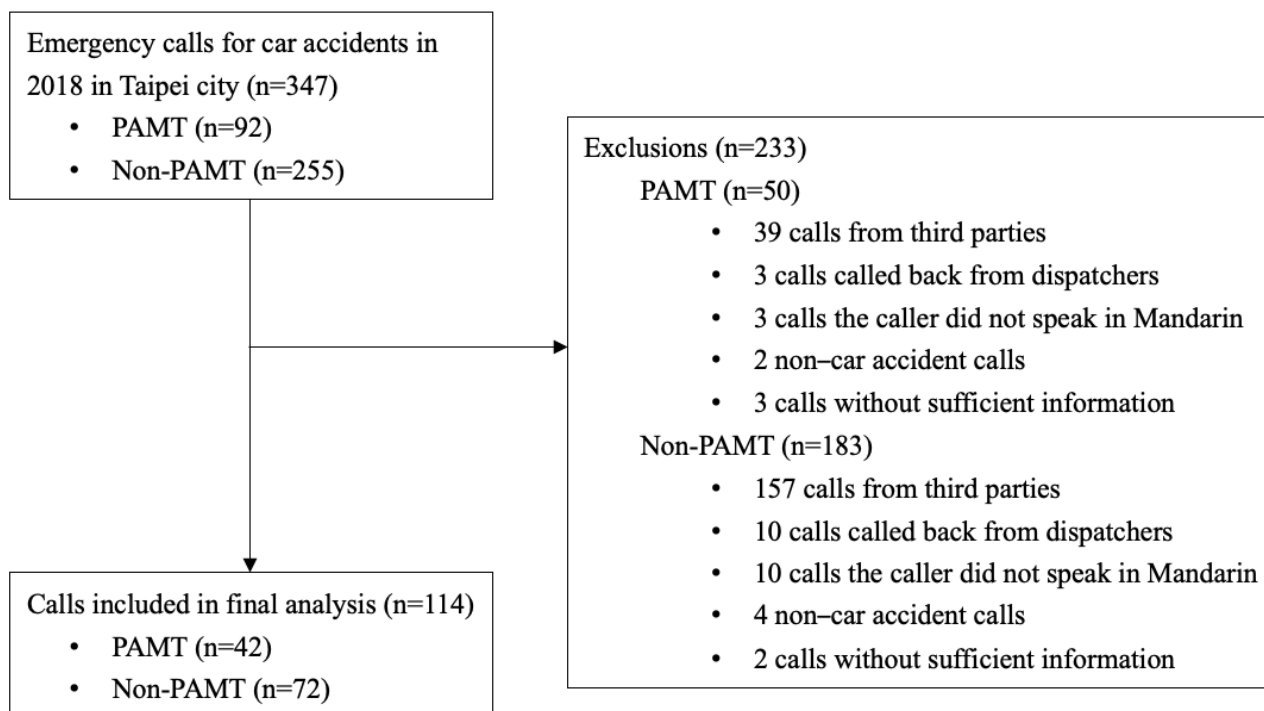 Emergency calls for car accidents in
2018 in Taipei city (n=347)
• PAMT (n=92)
• Non-PAMT (n=255)
Exclusions (n=233)
PAMT (n=50)
• 39 calls from third parties
• 3 calls called back from dispatchers
• 3 calls the caller did not speak in Mandarin
• 2 non–car accident calls
• 3 calls without sufficient information
Non-PAMT (n=183)
• 157 calls from third parties
• 10 calls called back from dispatchers
• 10 calls the caller did not speak in Mandarin
• 4 non–car accident calls
• 2 calls without sufficient information
Calls included in final analysis (n=114)
• PAMT (n=42)
• Non-PAMT (n=72)